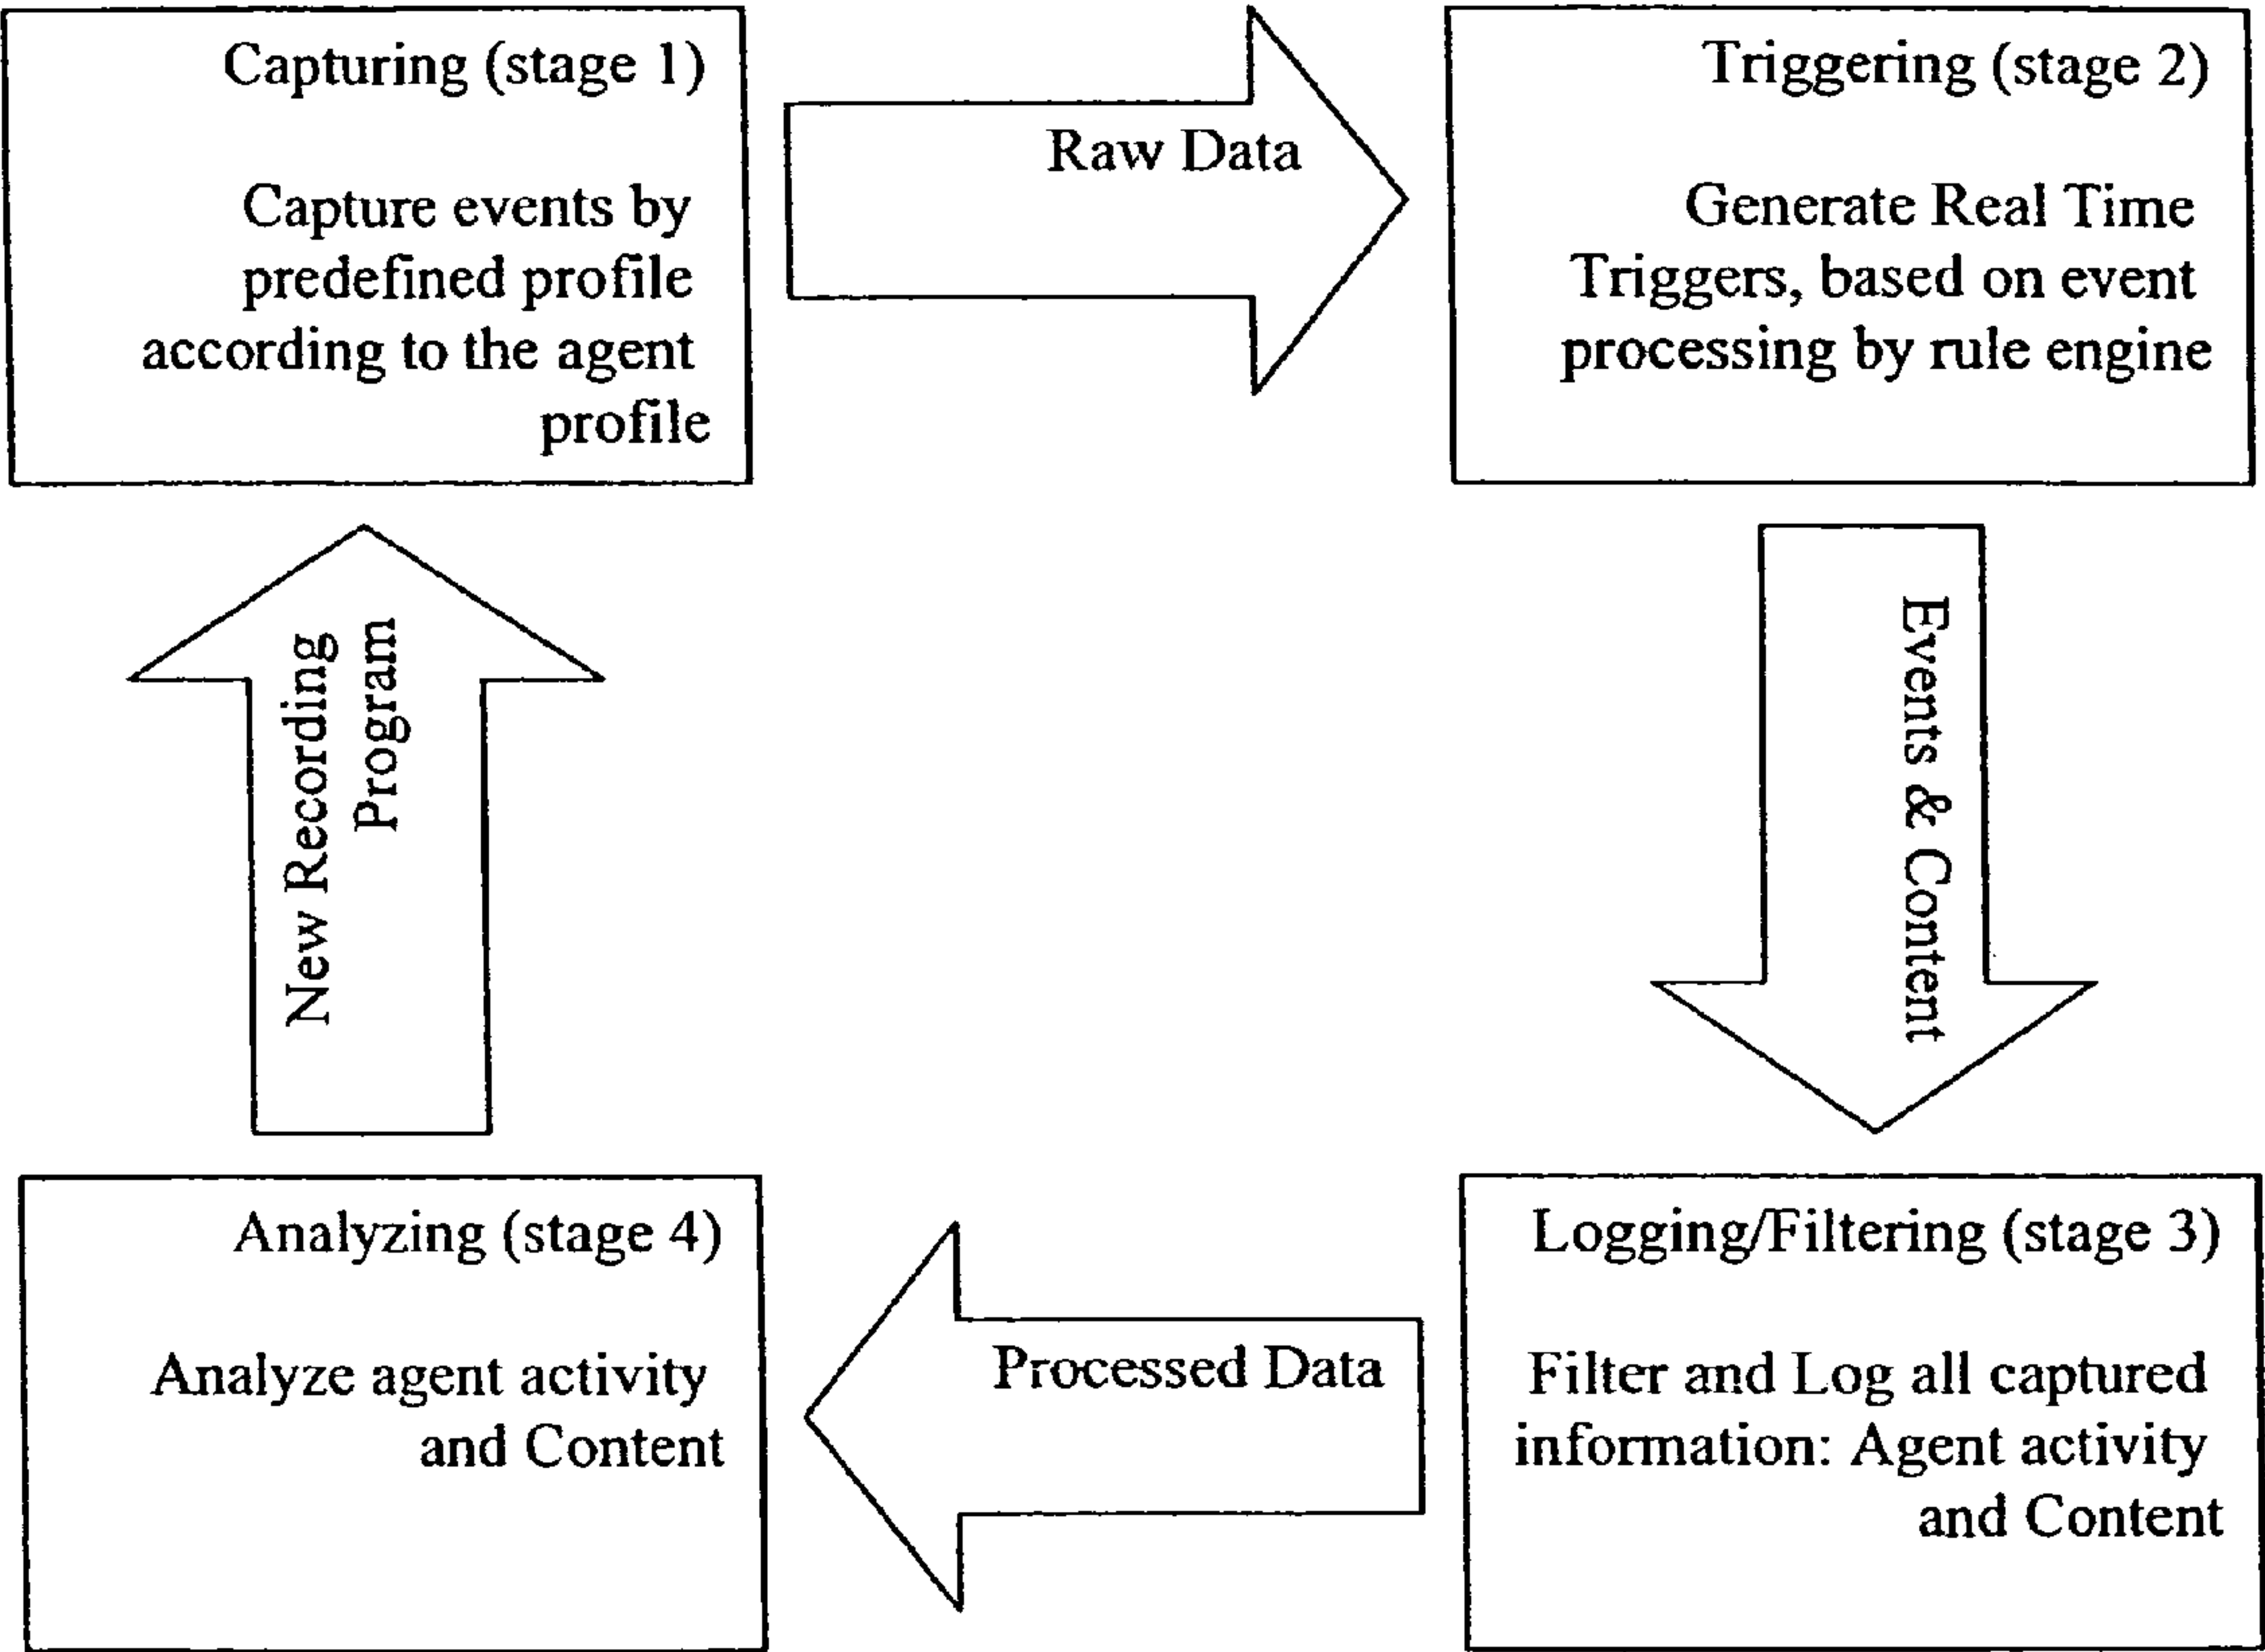 Capturing (stage 1)
Capture events by
predefined profile
according to the agent
profile
Raw Data
Triggering (stage 2)
Generate Real Time
Triggers, based on event
processing by rule engine
Events & Content
Logging/Filtering (stage 3)
Filter and Log all captured
information: Agent activity
and Content
Processed Data
Analyzing (stage 4)
Analyze agent activity
and Content
New Recording
Program